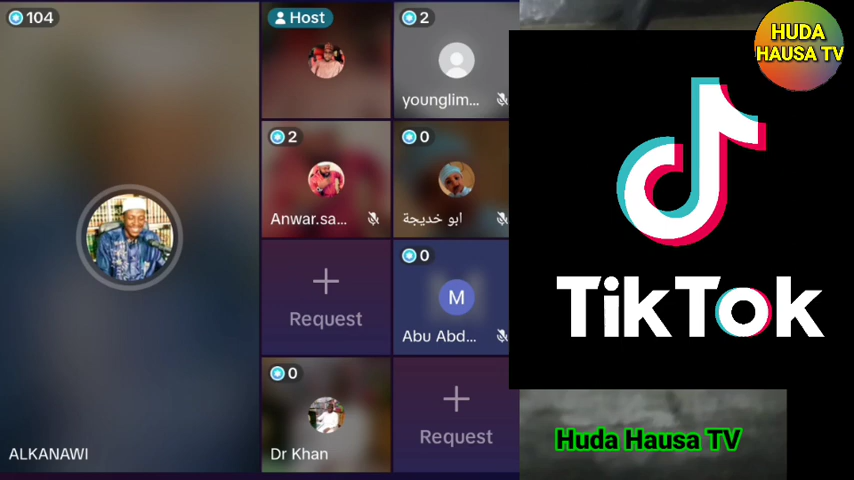 104
Host
2
younglim...
2
Anwar.sa...
0
ابو خديجة
Request
0
M
Abu Abd...
0
Dr Khan
Request
ALKANAWI
HUDA
HAUSA TV
TikTok
Huda Hausa TV